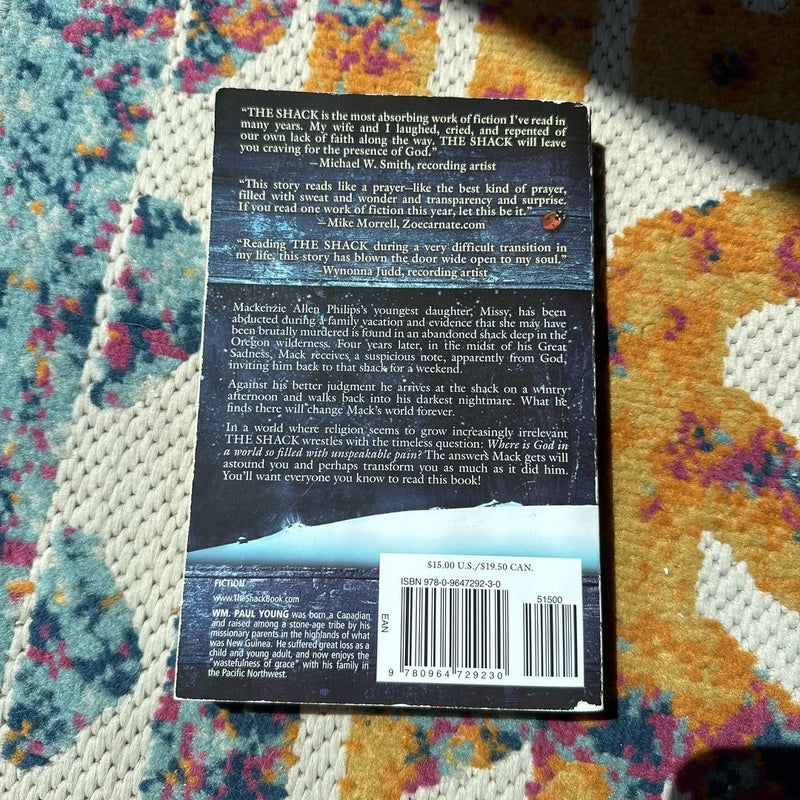 “THE SHACK is the most absorbing work of fiction I’ve read in
many years. My wife and I laughed, cried, and repented of
our own lack of faith along the way. THE SHACK will leave
you craving for the presence of God.”
—Michael W. Smith, recording artist
“This story reads like a prayer—like the best kind of prayer,
filled with sweat and wonder and transparency and surprise.
If you read one work of fiction this year, let this be it.”
—Mike Morrell, Zoecarnate.com
“Reading THE SHACK during a very difficult transition in
my life, this story has blown the door wide open to my soul.”
—Wynonna Judd, recording artist
Mackenzie Allen Philips’s youngest daughter, Missy, has been
abducted during a family vacation and evidence that she may have
been brutally murdered is found in an abandoned shack deep in the
Oregon wilderness. Four years later, in the midst of his Great
Sadness, Mack receives a suspicious note, apparently from God,
inviting him back to that shack for a weekend.
Against his better judgment he arrives at the shack on a wintry
afternoon and walks back into his darkest nightmare. What he
finds there will change Mack’s world forever.
In a world where religion seems to grow increasingly irrelevant
THE SHACK wrestles with the timeless question: Where is God in
a world so filled with unspeakable pain? The answers Mack gets will
astound you and perhaps transform you as much as it did him.
You’ll want everyone you know to read this book!
FICTION
www.TheShackBook.com
WM. PAUL YOUNG was born a Canadian
and raised among a stone-age tribe by his
missionary parents in the highlands of what
was New Guinea. He suffered great loss as a
child and young adult, and now enjoys the
“wastefulness of grace” with his family in
the Pacific Northwest.
$15.00 U.S./$19.50 CAN.
ISBN 978-0-9647292-3-0
51500
EAN
9 780964 729230